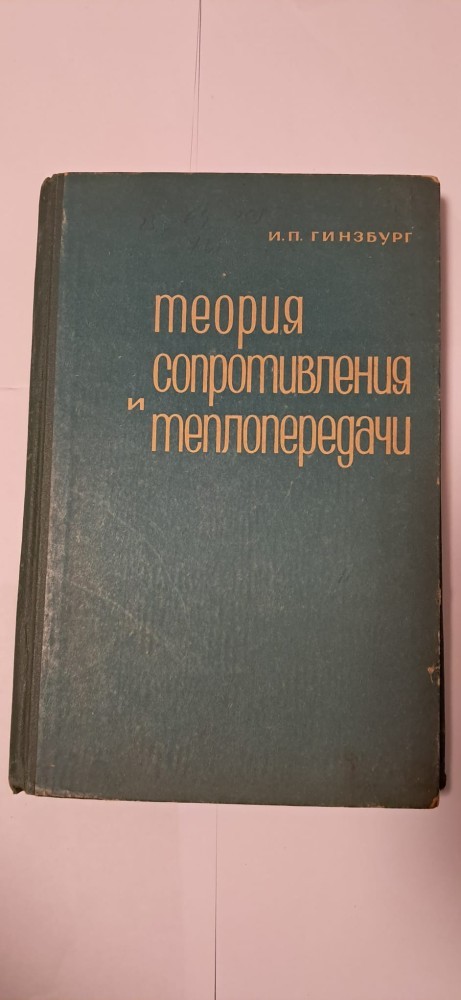 И. П. ГИНЗБУРГ
теория
сопротивления
и
теплопередачи